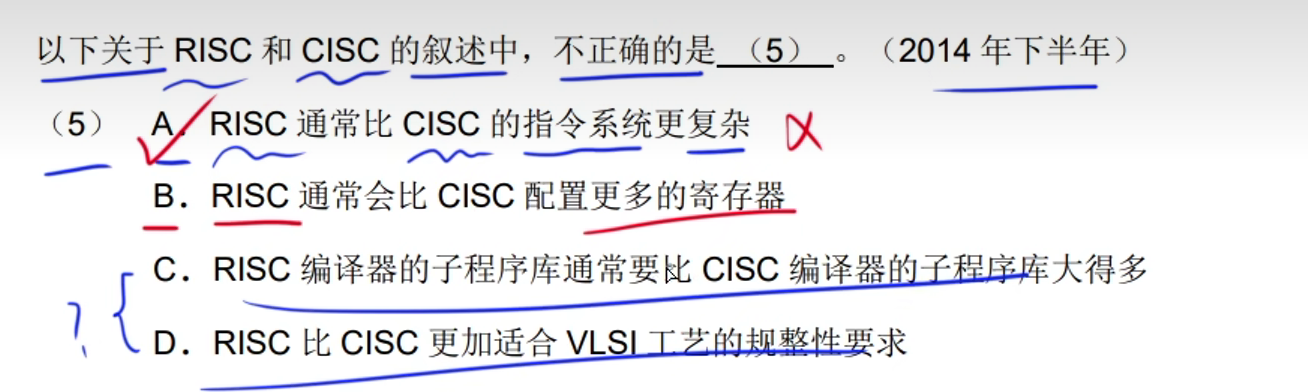 以下关于 RISC 和 CISC 的叙述中，不正确的是 （5） 。（2014 年下半年）
（5） A．RISC 通常比 CISC 的指令系统更复杂
B．RISC 通常会比 CISC 配置更多的寄存器
C．RISC 编译器的子程序库通常要比 CISC 编译器的子程序库大得多
? D．RISC 比 CISC 更加适合 VLSI 工艺的规整性要求